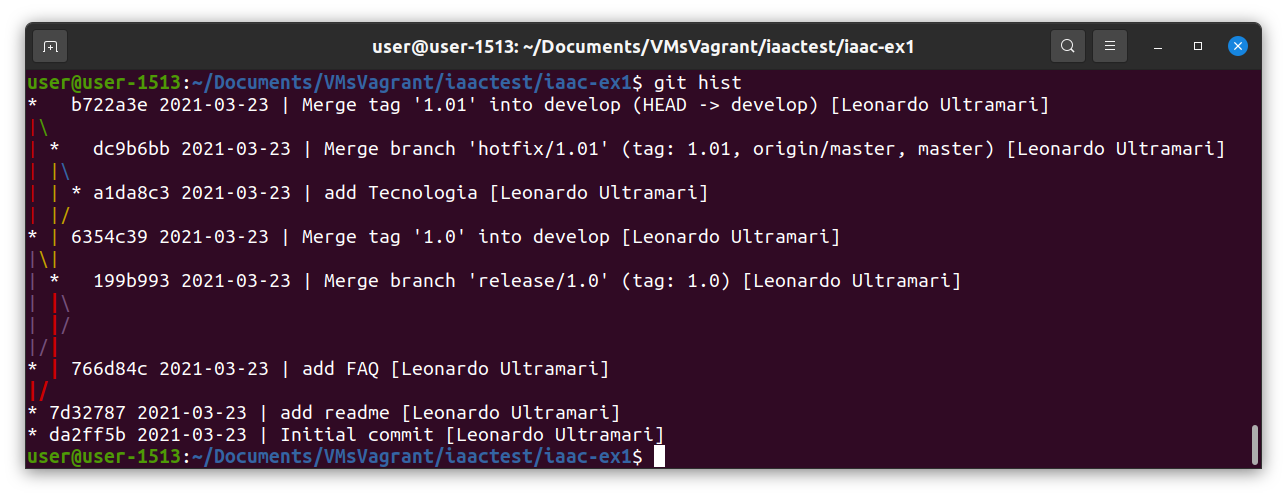 user@user-1513: ~/Documents/VMsVagrant/iaactest/iaac-ex1
user@user-1513:~/Documents/VMsVagrant/iaactest/iaac-ex1$ git hist
*   b722a3e 2021-03-23 | Merge tag '1.01' into develop (HEAD -> develop) [Leonardo Ultramari]
|\
| *   dc9b6bb 2021-03-23 | Merge branch 'hotfix/1.01' (tag: 1.01, origin/master, master) [Leonardo Ultramari]
| |\
| | * a1da8c3 2021-03-23 | add Tecnologia [Leonardo Ultramari]
| |/
* | 6354c39 2021-03-23 | Merge tag '1.0' into develop [Leonardo Ultramari]
|\|
| *   199b993 2021-03-23 | Merge branch 'release/1.0' (tag: 1.0) [Leonardo Ultramari]
| |\
| |/
|/|
* | 766d84c 2021-03-23 | add FAQ [Leonardo Ultramari]
|/
* 7d32787 2021-03-23 | add readme [Leonardo Ultramari]
* da2ff5b 2021-03-23 | Initial commit [Leonardo Ultramari]
user@user-1513:~/Documents/VMsVagrant/iaactest/iaac-ex1$